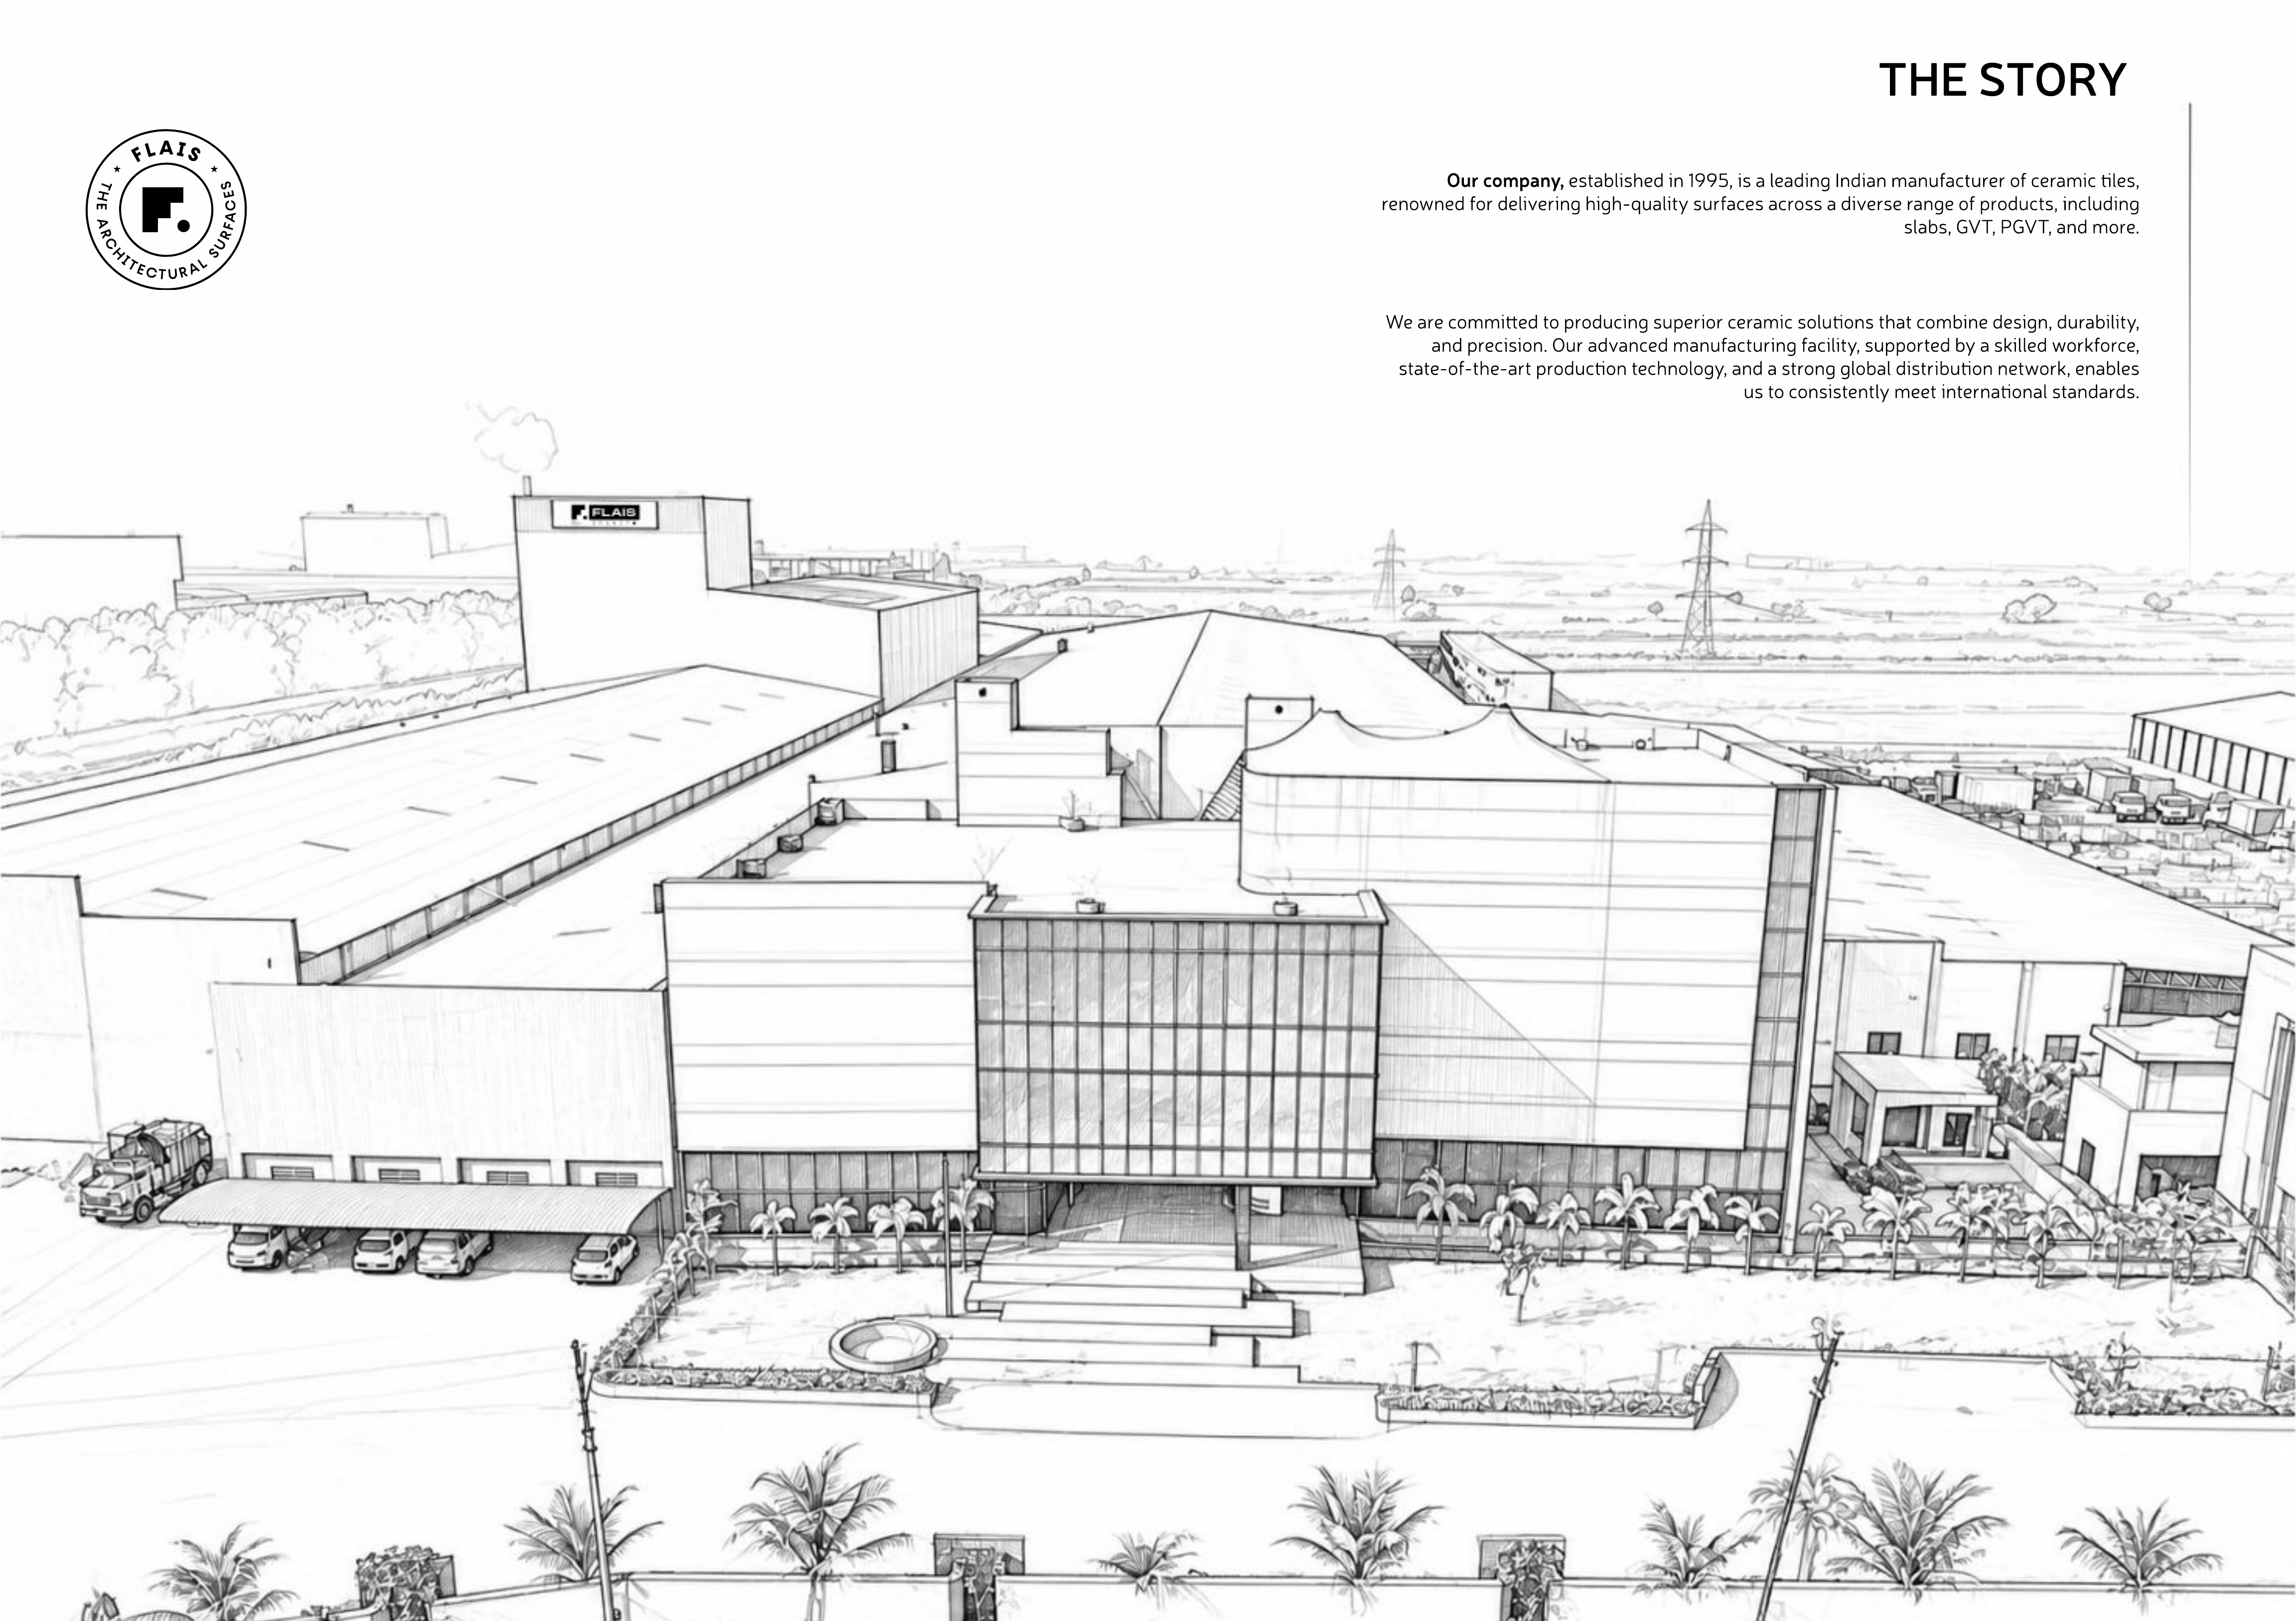 THE STORY
FLAIS
THE ARCHITECTURAL SURFACES
F.
Our company, established in 1995, is a leading Indian manufacturer of ceramic tiles,
renowned for delivering high-quality surfaces across a diverse range of products, including
slabs, GVT, PGVT, and more.
We are committed to producing superior ceramic solutions that combine design, durability,
and precision. Our advanced manufacturing facility, supported by a skilled workforce,
state-of-the-art production technology, and a strong global distribution network, enables
us to consistently meet international standards.
F. FLAIS